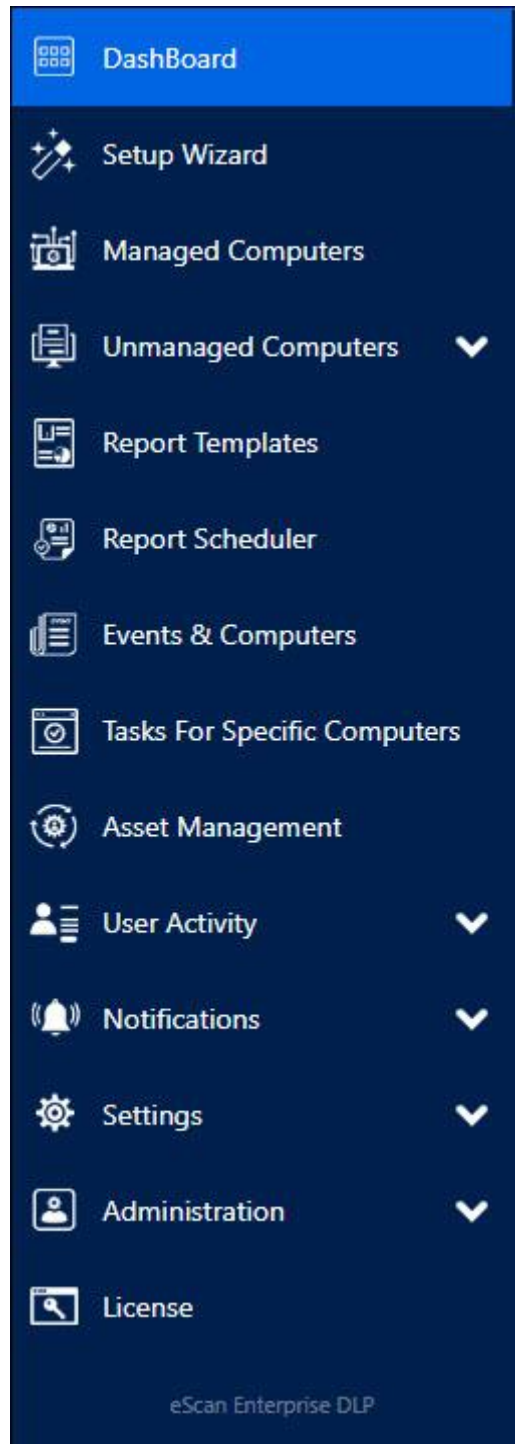 DashBoard
Setup Wizard
Managed Computers
Unmanaged Computers
Report Templates
Report Scheduler
Events & Computers
Tasks For Specific Computers
Asset Management
User Activity
Notifications
Settings
Administration
License
eScan Enterprise DLP